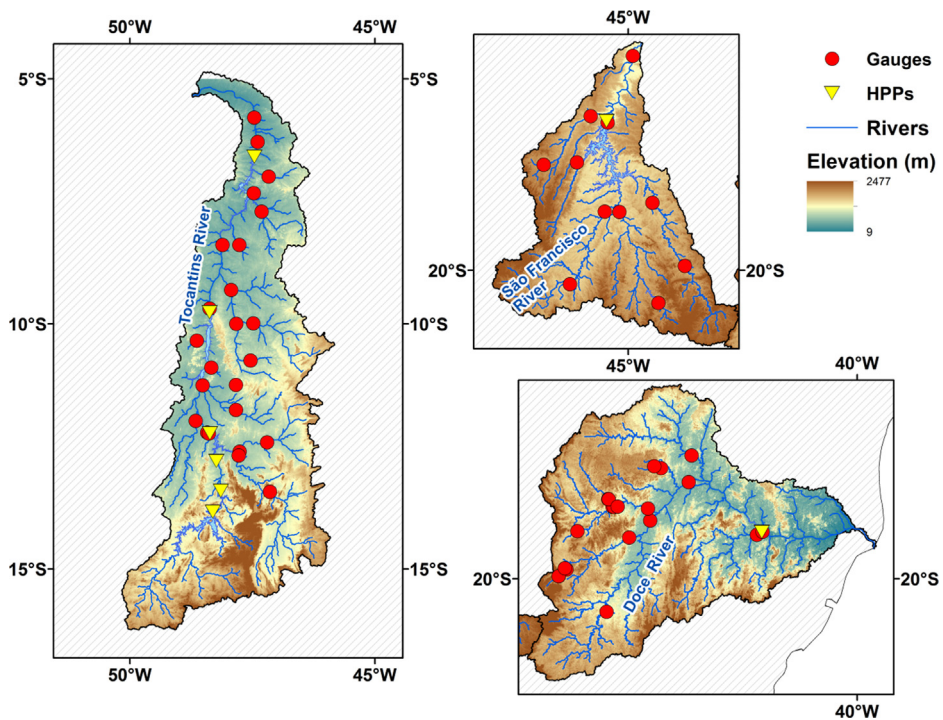 50°W
45°W
5°S
5°S
10°S
10°S
15°S
15°S
50°W
45°W
Tocantins River
45°W
20°S
20°S
45°W
São Francisco
River
Gauges
HPPs
Rivers
Elevation (m)
2477
9
40°W
20°S
20°S
40°W
Doce River